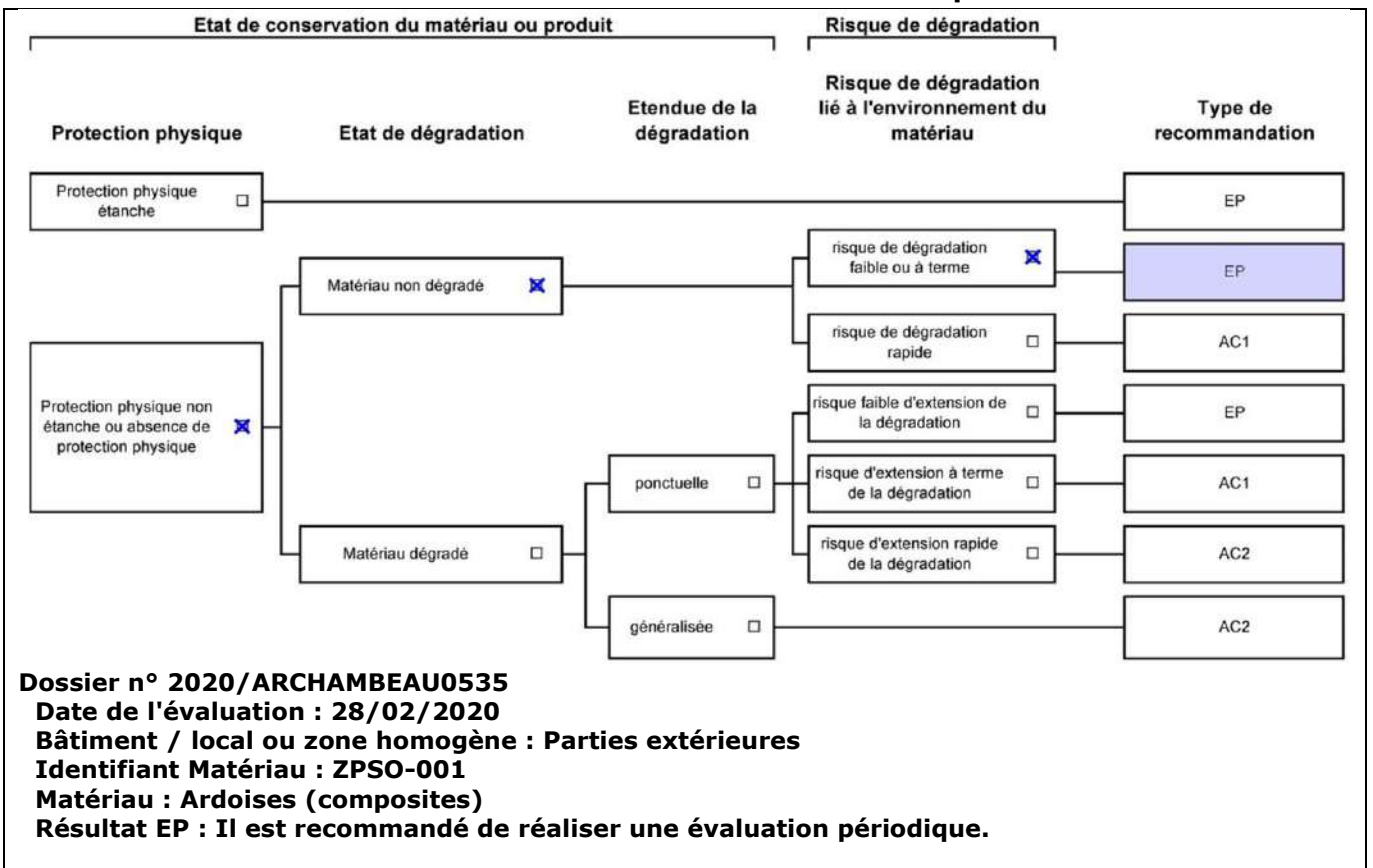 Etat de conservation du matériau ou produit
Risque de dégradation
Protection physique
Etat de dégradation
Etendue de la
dégradation
Risque de dégradation
lié à l'environnement du
matériau
Type de
recommandation
Protection physique
étanche
EP
risque de dégradation
faible ou à terme
EP
Matériau non dégradé
risque de dégradation
rapide
AC1
Protection physique non
étanche ou absence de
protection physique
risque faible d'extension de
la dégradation
EP
ponctuelle
risque d'extension à terme
de la dégradation
AC1
Matériau dégradé
risque d'extension rapide
de la dégradation
AC2
généralisée
AC2
Dossier n° 2020/ARCHAMBEAU0535
Date de l'évaluation : 28/02/2020
Bâtiment / local ou zone homogène : Parties extérieures
Identifiant Matériau : ZPSO-001
Matériau : Ardoises (composites)
Résultat EP : Il est recommandé de réaliser une évaluation périodique.